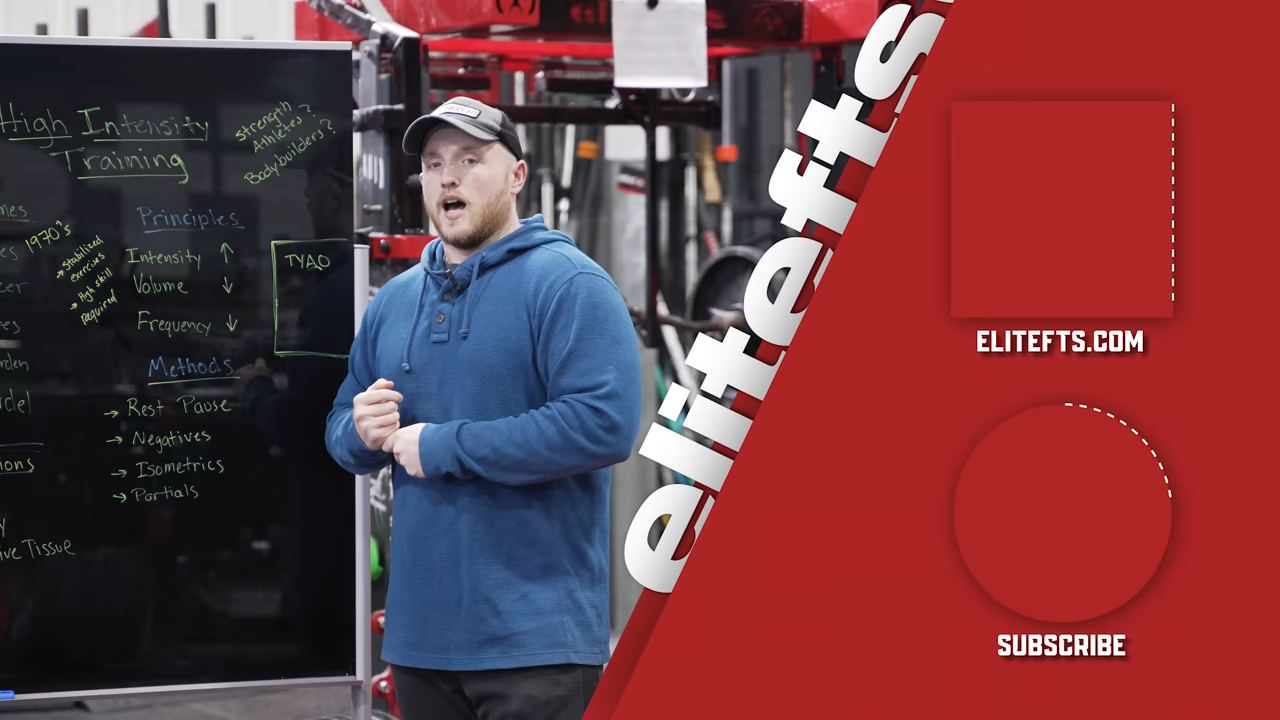 High Intensity
Training
Strength
Athletes?
Bodybuilders?
1970's
→ stabilized
exercises
→ High skill
required
Principles
Intensity ↑
Volume ↓
Frequency ↓
Methods
→ Rest Pause
→ Negatives
→ Isometrics
→ Partials
TYAO
Tissue
elitefts
ELITEFTS.COM
SUBSCRIBE